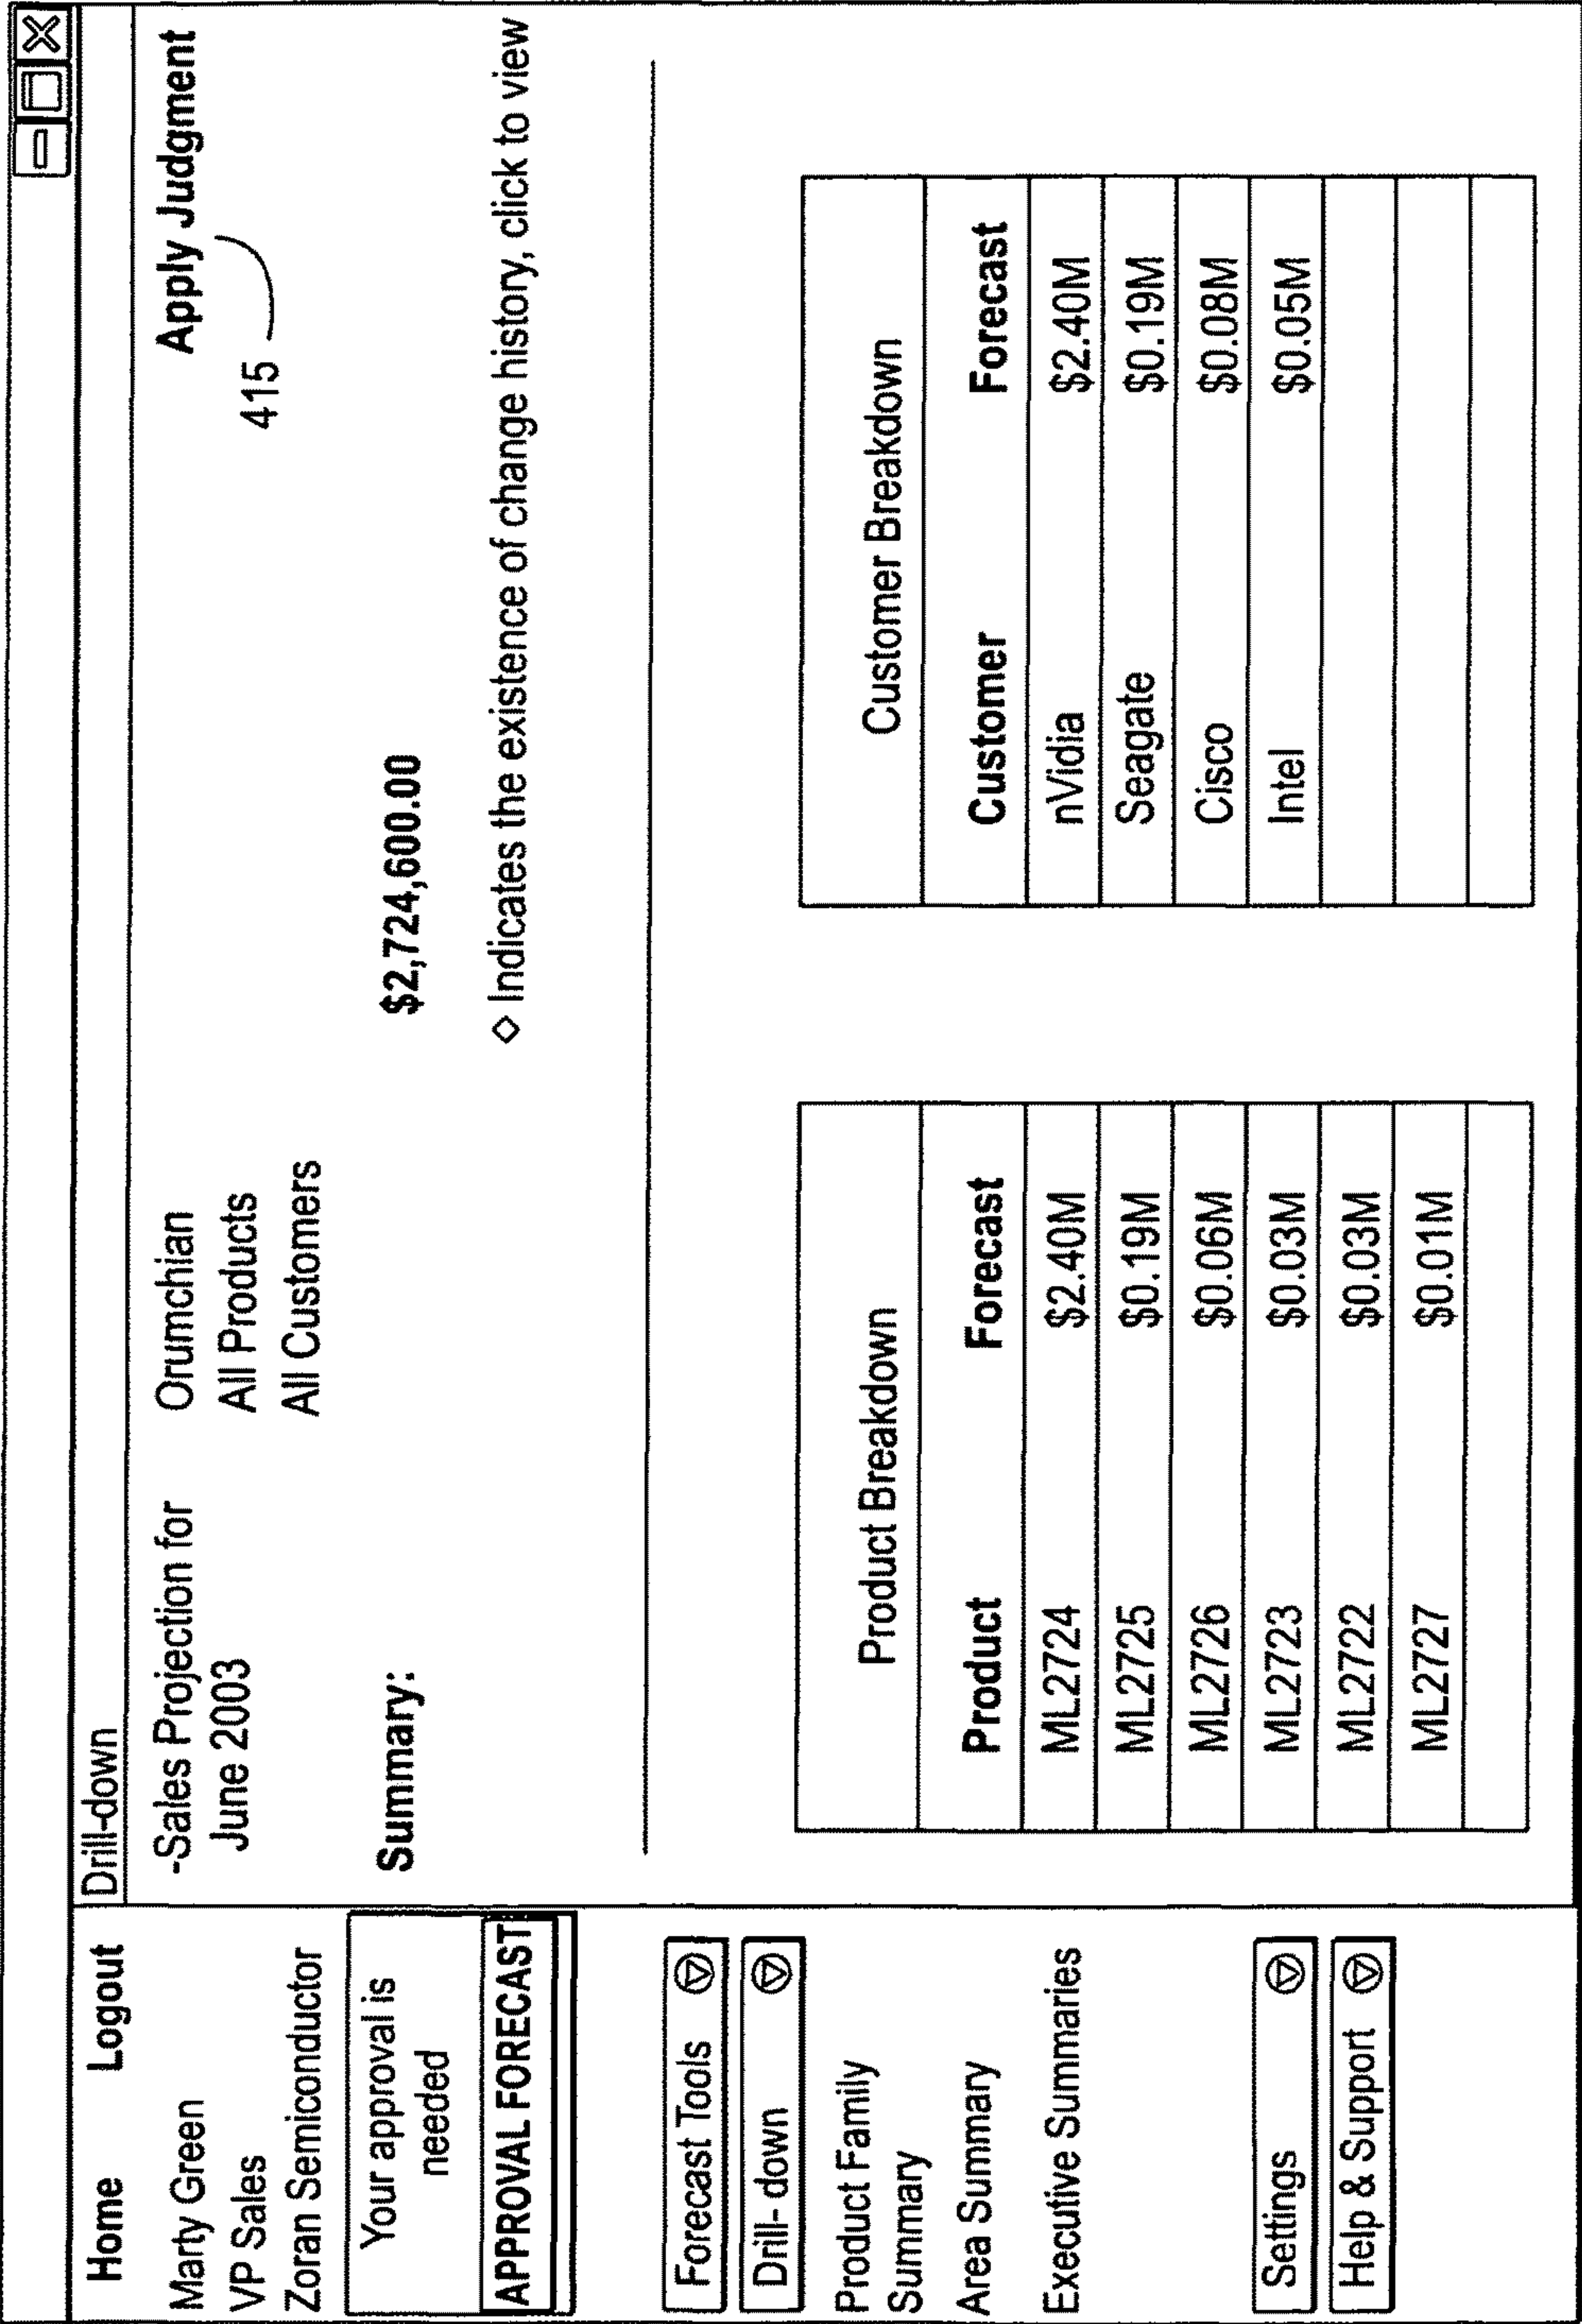 Home Logout
Marty Green
VP Sales
Zoran Semiconductor
Your approval is
needed
APPROVAL FORECAST
Forecast Tools
Drill- down
Product Family
Summary
Area Summary
Executive Summaries
Settings
Help & Support
Drill-down
-Sales Projection for Orumchian
June 2003 All Products
All Customers
Apply Judgment
415
Summary: $2,724,600.00
◇ Indicates the existence of change history, click to view
Product Breakdown
Product Forecast
ML2724 $2.40M
ML2725 $0.19M
ML2726 $0.06M
ML2723 $0.03M
ML2722 $0.03M
ML2727 $0.01M
Customer Breakdown
Customer Forecast
nVidia $2.40M
Seagate $0.19M
Cisco $0.08M
Intel $0.05M